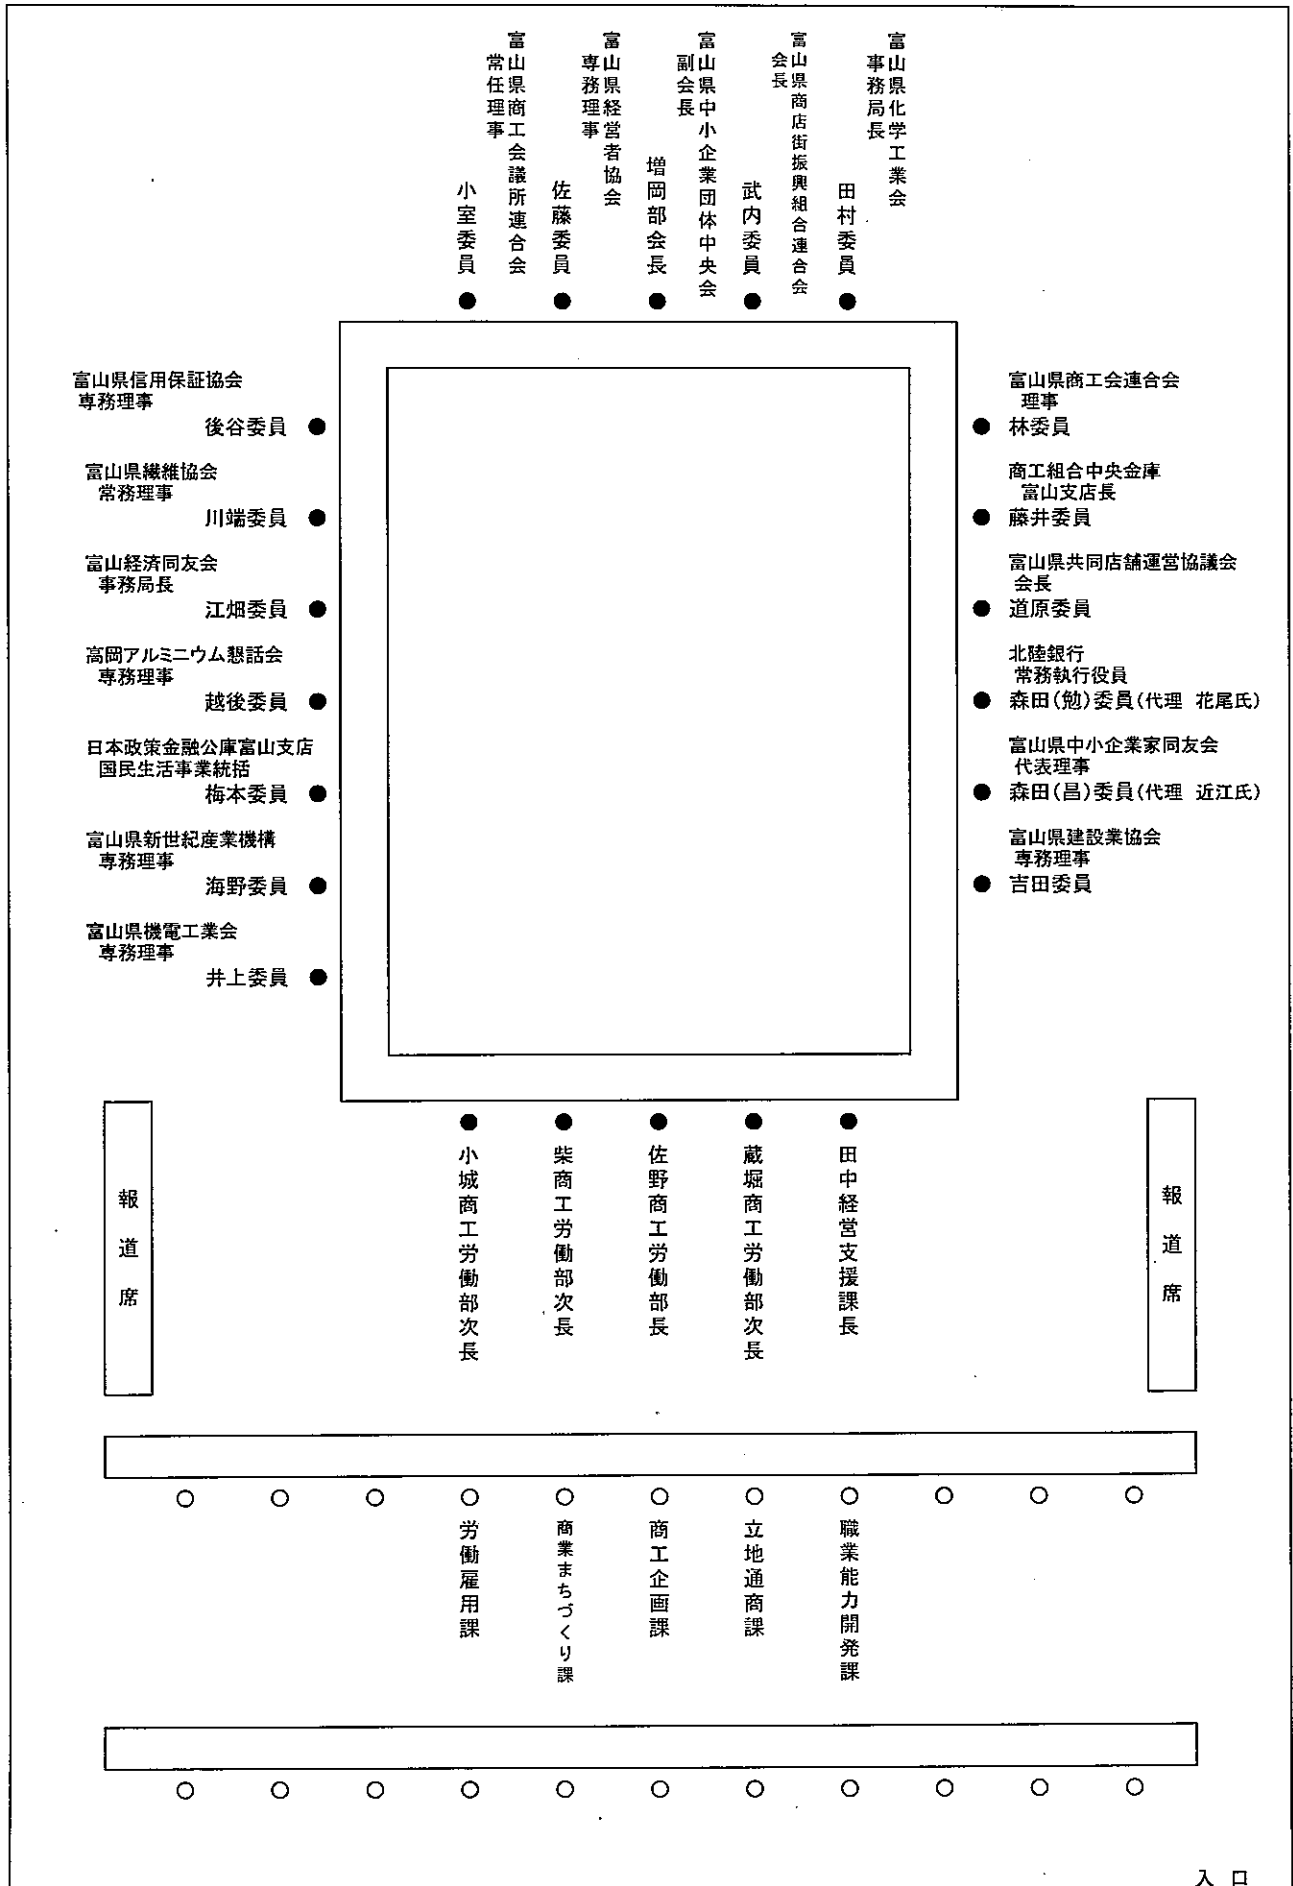 富山県商工会議所連合会
常任理事
小室委員
富山県経営者協会
専務理事
佐藤委員
富山県中小企業団体中央会
副会長
増岡部会長
富山県商店街振興組合連合会
会長
武内委員
富山県化学工業会
事務局長
田村委員
富山県信用保証協会
専務理事
後谷委員
富山県繊維協会
常務理事
川端委員
富山経済同友会
事務局長
江畑委員
高岡アルミニウム懇話会
専務理事
越後委員
日本政策金融公庫富山支店
国民生活事業統括
梅本委員
富山県新世紀産業機構
専務理事
海野委員
富山県機電工業会
専務理事
井上委員
富山県商工会連合会
理事
林委員
商工組合中央金庫
富山支店長
藤井委員
富山県共同店舗運営協議会
会長
道原委員
北陸銀行
常務執行役員
森田(勉)委員(代理 花尾氏)
富山県中小企業家同友会
代表理事
森田(昌)委員(代理 近江氏)
富山県建設業協会
専務理事
吉田委員
報道席
小城商工労働部次長
柴商工労働部次長
佐野商工労働部長
蔵堀商工労働部次長
田中経営支援課長
報道席
労働雇用課
商業まちづくり課
商工企画課
立地通商課
職業能力開発課
入口